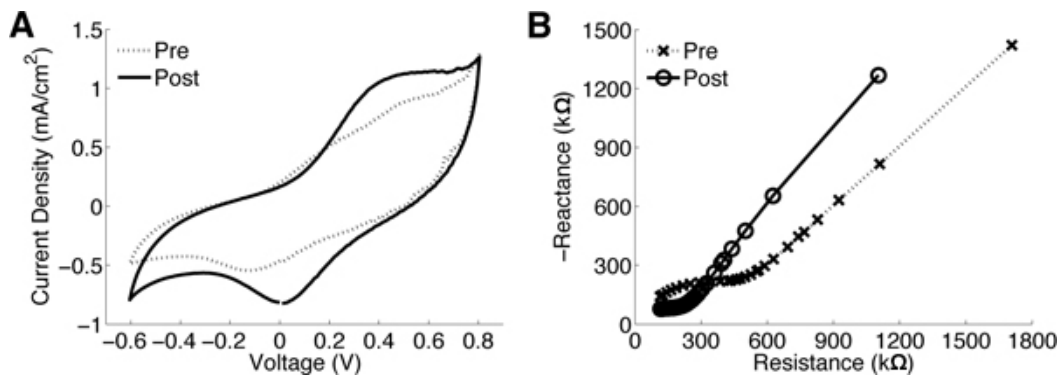 A
Pre
Post
Current Density (mA/cm²)
1.5
1
0.5
0
−0.5
−1
−0.6 −0.4 −0.2 0 0.2 0.4 0.6 0.8
Voltage (V)
B
Pre
Post
−Reactance (kΩ)
1500
1200
900
600
300
0
0 300 600 900 1200 1500 1800
Resistance (kΩ)